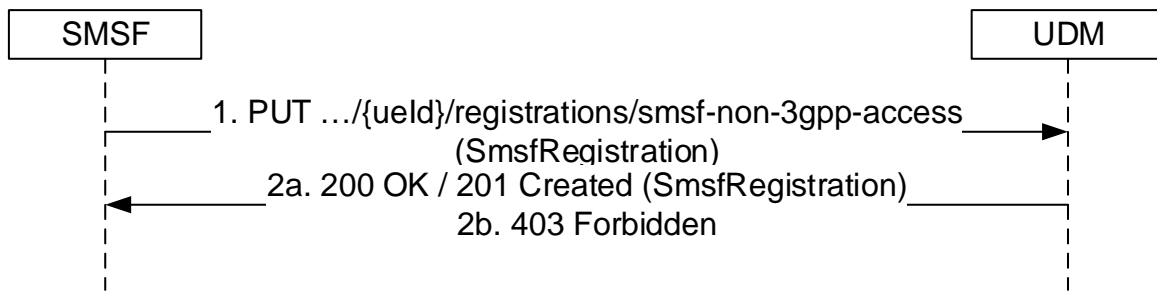 SMSF
UDM
1. PUT …/{ueId}/registrations/smsf-non-3gpp-access
(SmsfRegistration)
2a. 200 OK / 201 Created (SmsfRegistration)
2b. 403 Forbidden